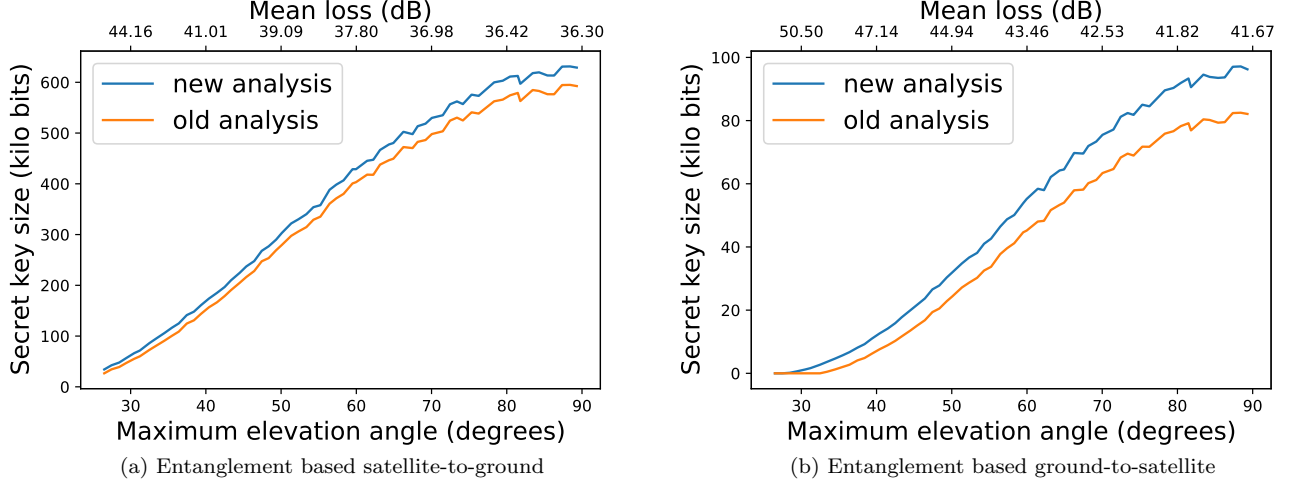 Mean loss (dB)
44.16 41.01 39.09 37.80 36.98 36.42 36.30
new analysis
old analysis
Secret key size (kilo bits)
600
500
400
300
200
100
0
30 40 50 60 70 80 90
Maximum elevation angle (degrees)
(a) Entanglement based satellite-to-ground
Mean loss (dB)
50.50 47.14 44.94 43.46 42.53 41.82 41.67
new analysis
old analysis
Secret key size (kilo bits)
100
80
60
40
20
0
30 40 50 60 70 80 90
Maximum elevation angle (degrees)
(b) Entanglement based ground-to-satellite